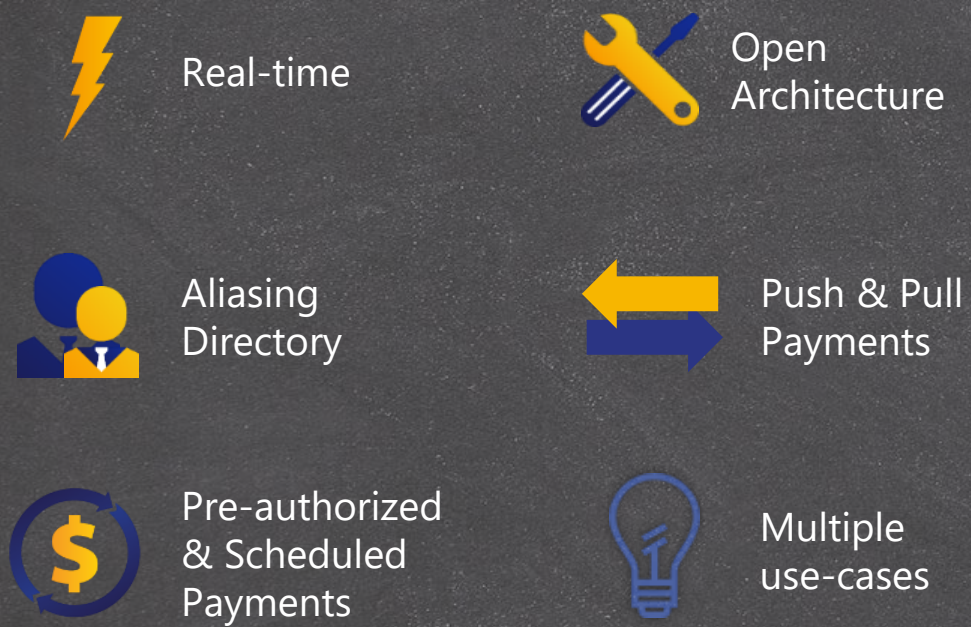 Real-time
Open
Architecture
Aliasing
Directory
Push & Pull
Payments
Pre-authorized
& Scheduled
Payments
Multiple
use-cases